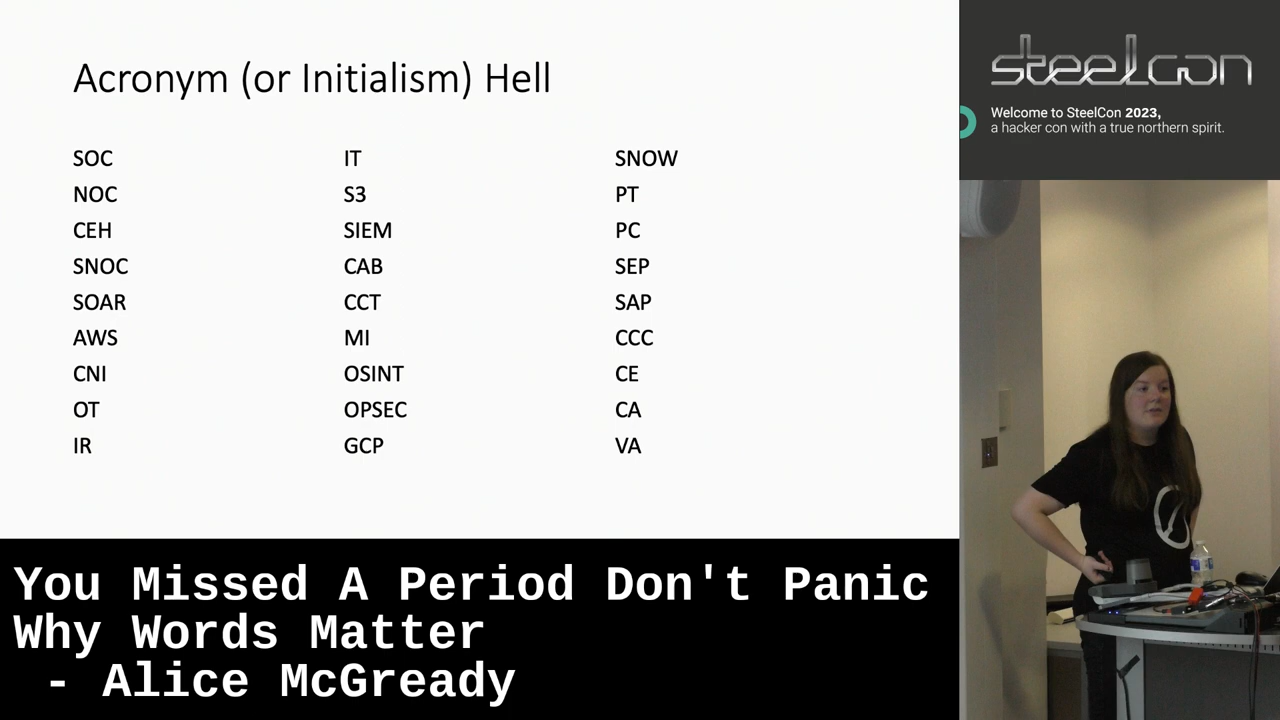 Acronym (or Initialism) Hell
SOC
NOC
CEH
SNOC
SOAR
AWS
CNI
OT
IR
IT
S3
SIEM
CAB
CCT
MI
OSINT
OPSEC
GCP
SNOW
PT
PC
SEP
SAP
CCC
CE
CA
VA
steelcon
Welcome to SteelCon 2023,
a hacker con with a true northern spirit.
You Missed A Period Don't Panic
Why Words Matter
- Alice McGready